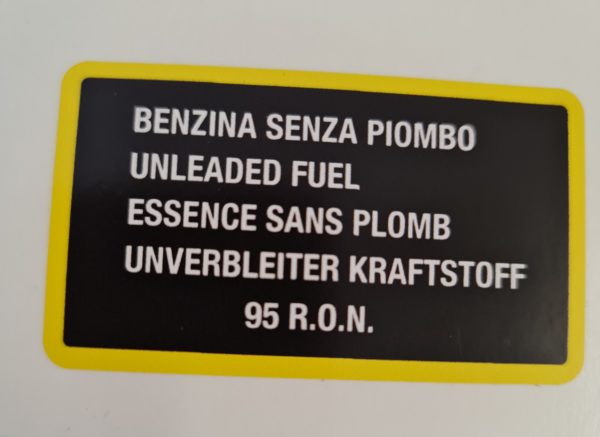 BENZINA SENZA PIOMBO
UNLEADED FUEL
ESSENCE SANS PLOMB
UNVERBLEITER KRAFTSTOFF
95 R.O.N.